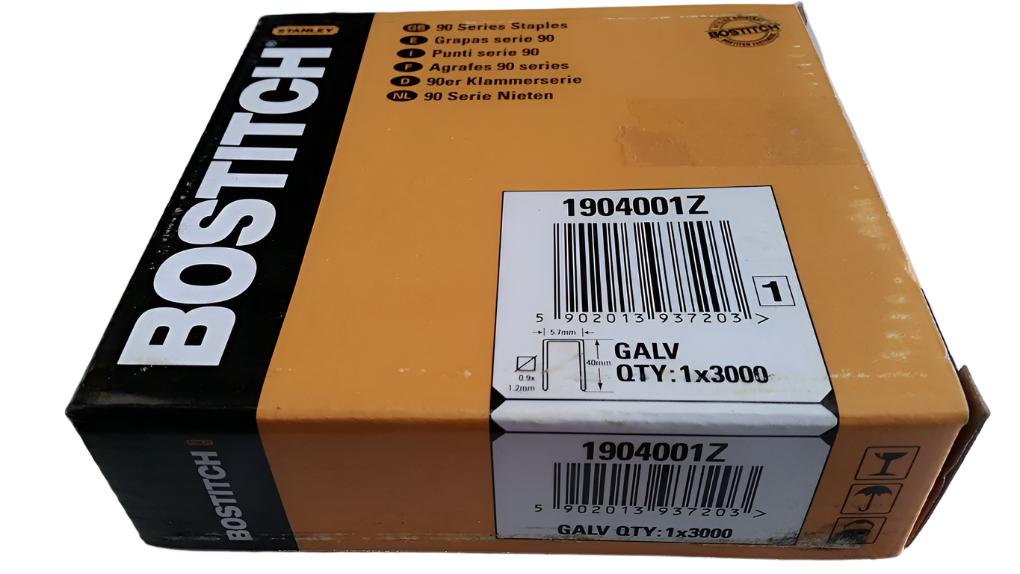 STANLEY
BOSTITCH®
GB 90 Series Staples
E Grapas serie 90
I Punti serie 90
F Agrafes 90 series
D 90er Klammerserie
NL 90 Serie Nieten
BOSTITCH
1904001Z
5 902013 937203 >
1
5.7mm
40mm
0.9x
1.2mm
GALV
QTY: 1x3000
BOSTITCH
1904001Z
5 902013 937203 >
GALV QTY: 1x3000